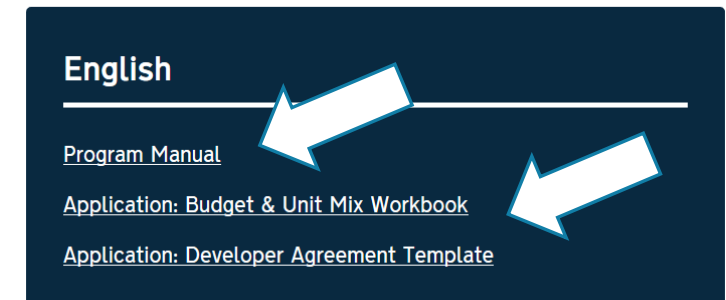 English
Program Manual
Application: Budget & Unit Mix Workbook
Application: Developer Agreement Template